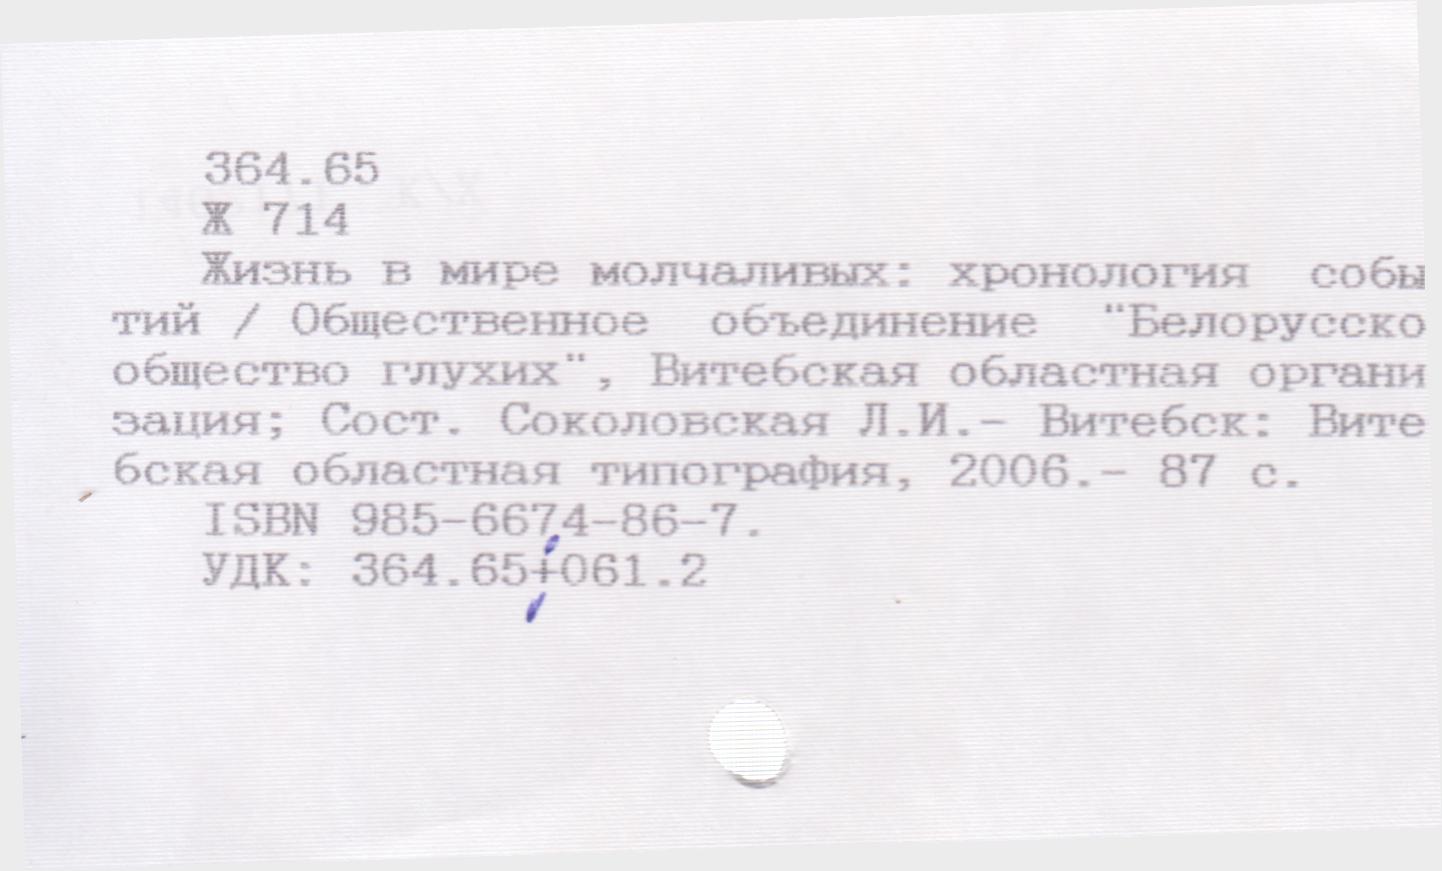 364.65
Ж 714
Жизнь в мире молчаливых: хронология собы
тий / Общественное объединение "Белорусско
общество глухих", Витебская областная органи
зация; Сост. Соколовская Л.И.- Витебск: Вите
бская областная типография, 2006.- 87 с.
ISBN 985-6674-86-7.
УДК: 364.65+061.2